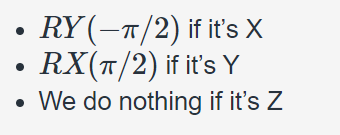 • RY(−π/2) if it’s X
• RX(π/2) if it’s Y
• We do nothing if it’s Z